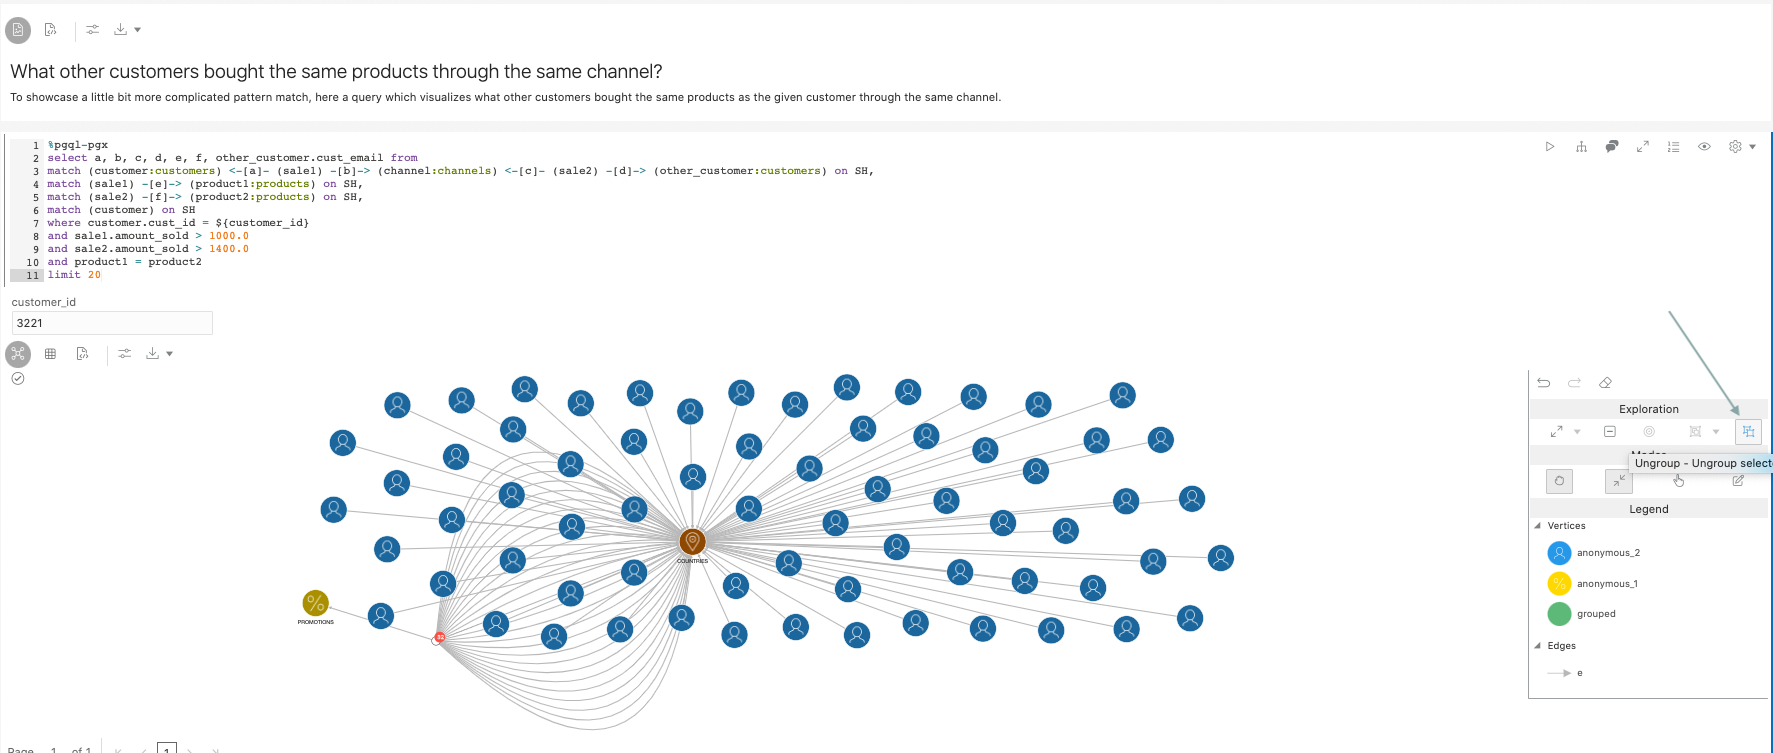 What other customers bought the same products through the same channel?
To showcase a little bit more complicated pattern match, here a query which visualizes what other customers bought the same products as the given customer through the same channel.
1 %pgql-pgx
2 select a, b, c, d, e, f, other_customer.cust_email from
3 match (customer:customers) <-[a]- (sale1) -[b]-> (channel:channels) <-[c]- (sale2) -[d]-> (other_customer:customers) on SH,
4 match (sale1) -[e]-> (product1:products) on SH,
5 match (sale2) -[f]-> (product2:products) on SH,
6 match (customer) on SH
7 where customer.cust_id = ${customer_id}
8 and sale1.amount_sold > 1000.0
9 and sale2.amount_sold > 1400.0
10 and product1 = product2
11 limit 20
customer_id
3221
Exploration
Ungroup - Ungroup select
Legend
Vertices
anonymous_2
anonymous_1
grouped
Edges
e
COUNTRIES
PROMOTIONS
Page 1 of 1 1